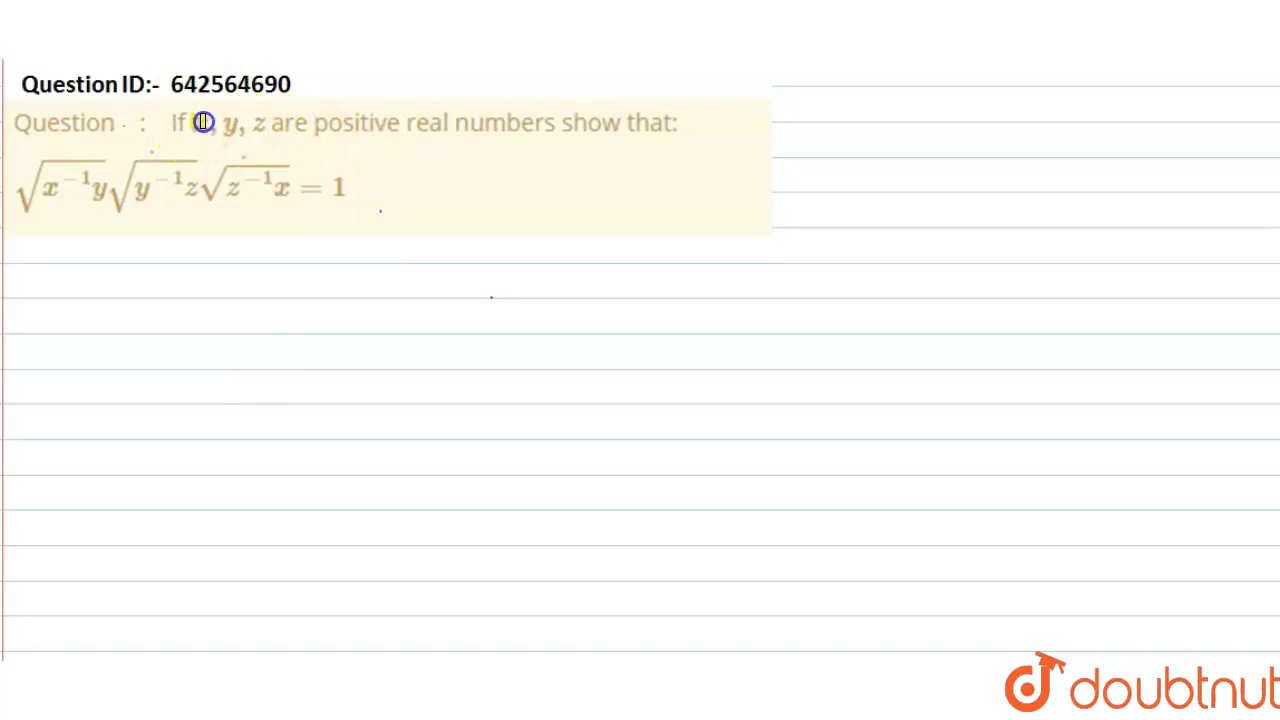 Question ID:- 642564690
Question : If , y, z are positive real numbers show that:
√x⁻¹y√y⁻¹z√z⁻¹x = 1
doubtnut